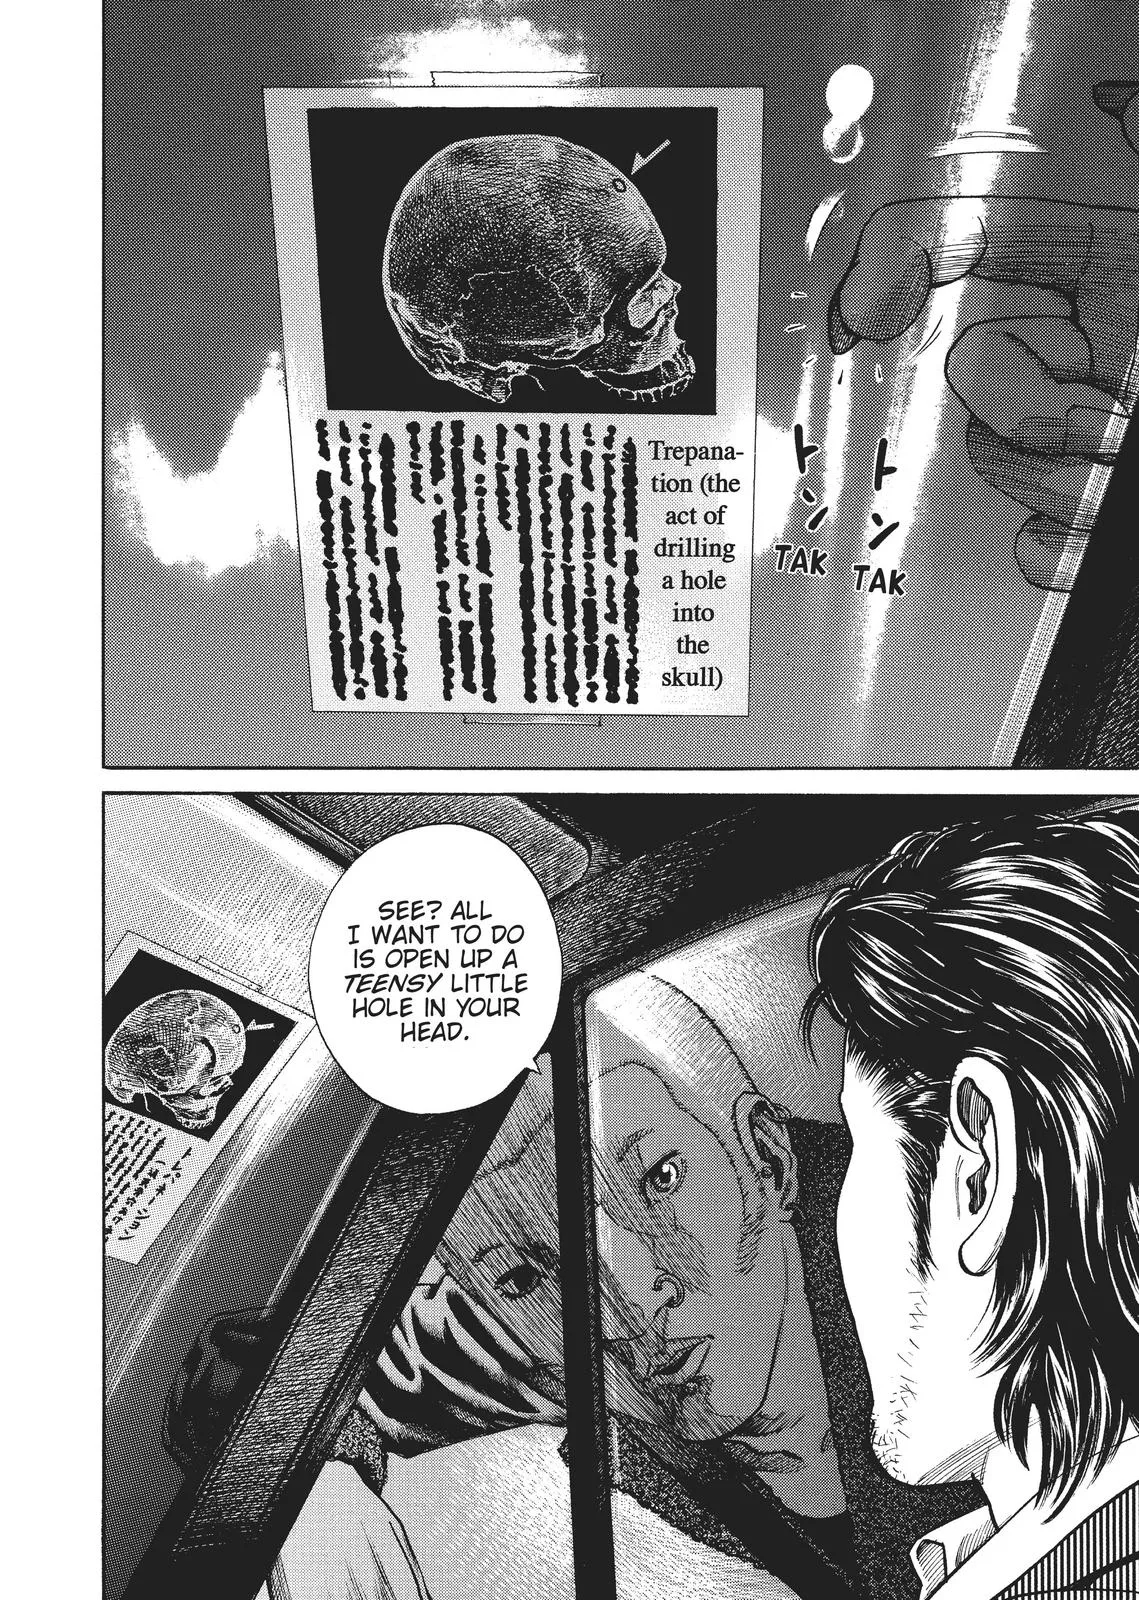 Trepana-
tion (the
act of
drilling
a hole
into
the
skull)
トン
トン
TAK
TAK
SEE? ALL
I WANT TO DO
IS OPEN UP A
TEENSY LITTLE
HOLE IN YOUR
HEAD.